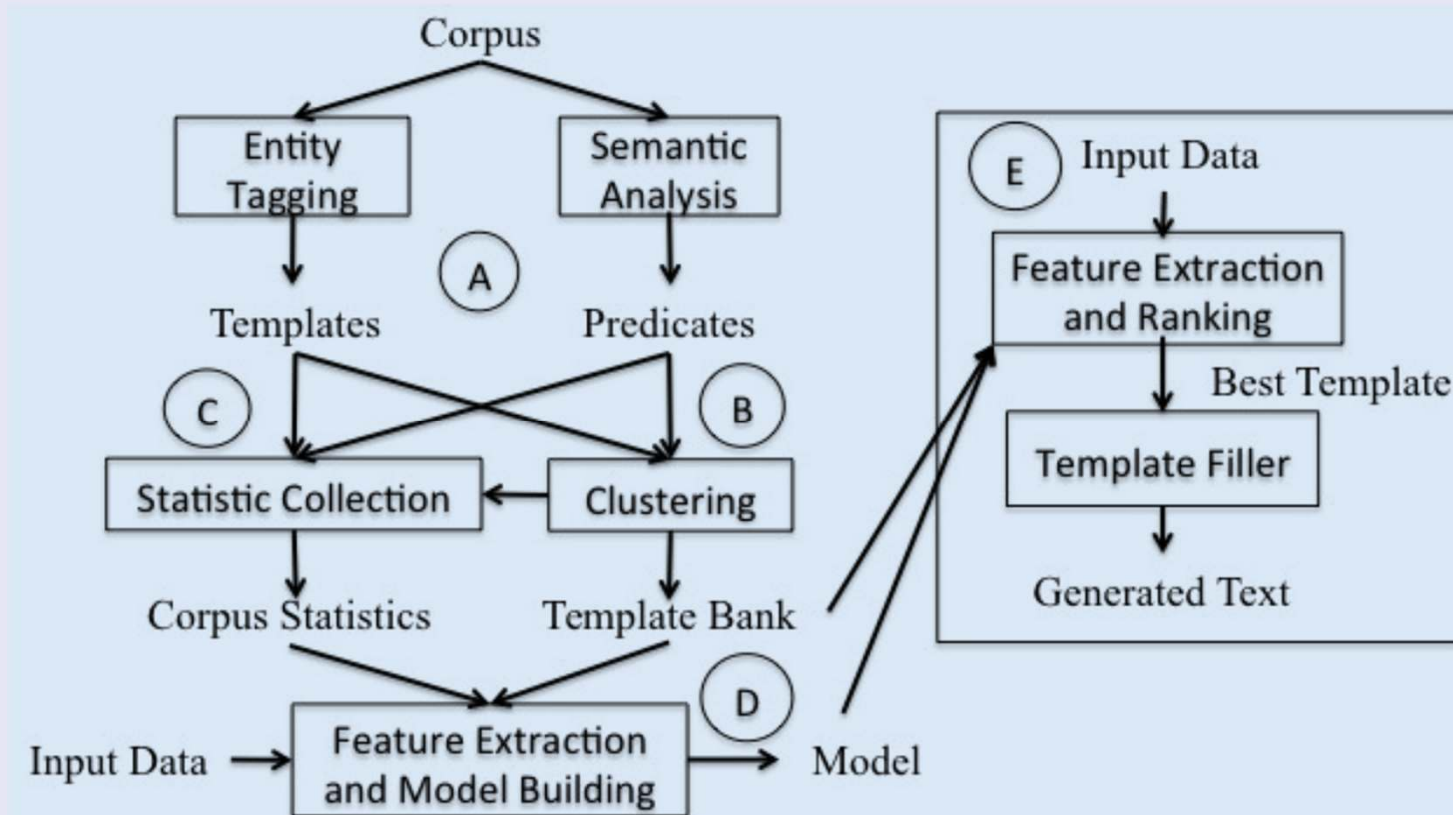 Corpus
Entity
Tagging
Semantic
Analysis
A
Templates
Predicates
C
B
Statistic Collection
Clustering
Corpus Statistics
Template Bank
D
Input Data
Feature Extraction
and Model Building
Model
E
Input Data
Feature Extraction
and Ranking
Best Template
Template Filler
Generated Text